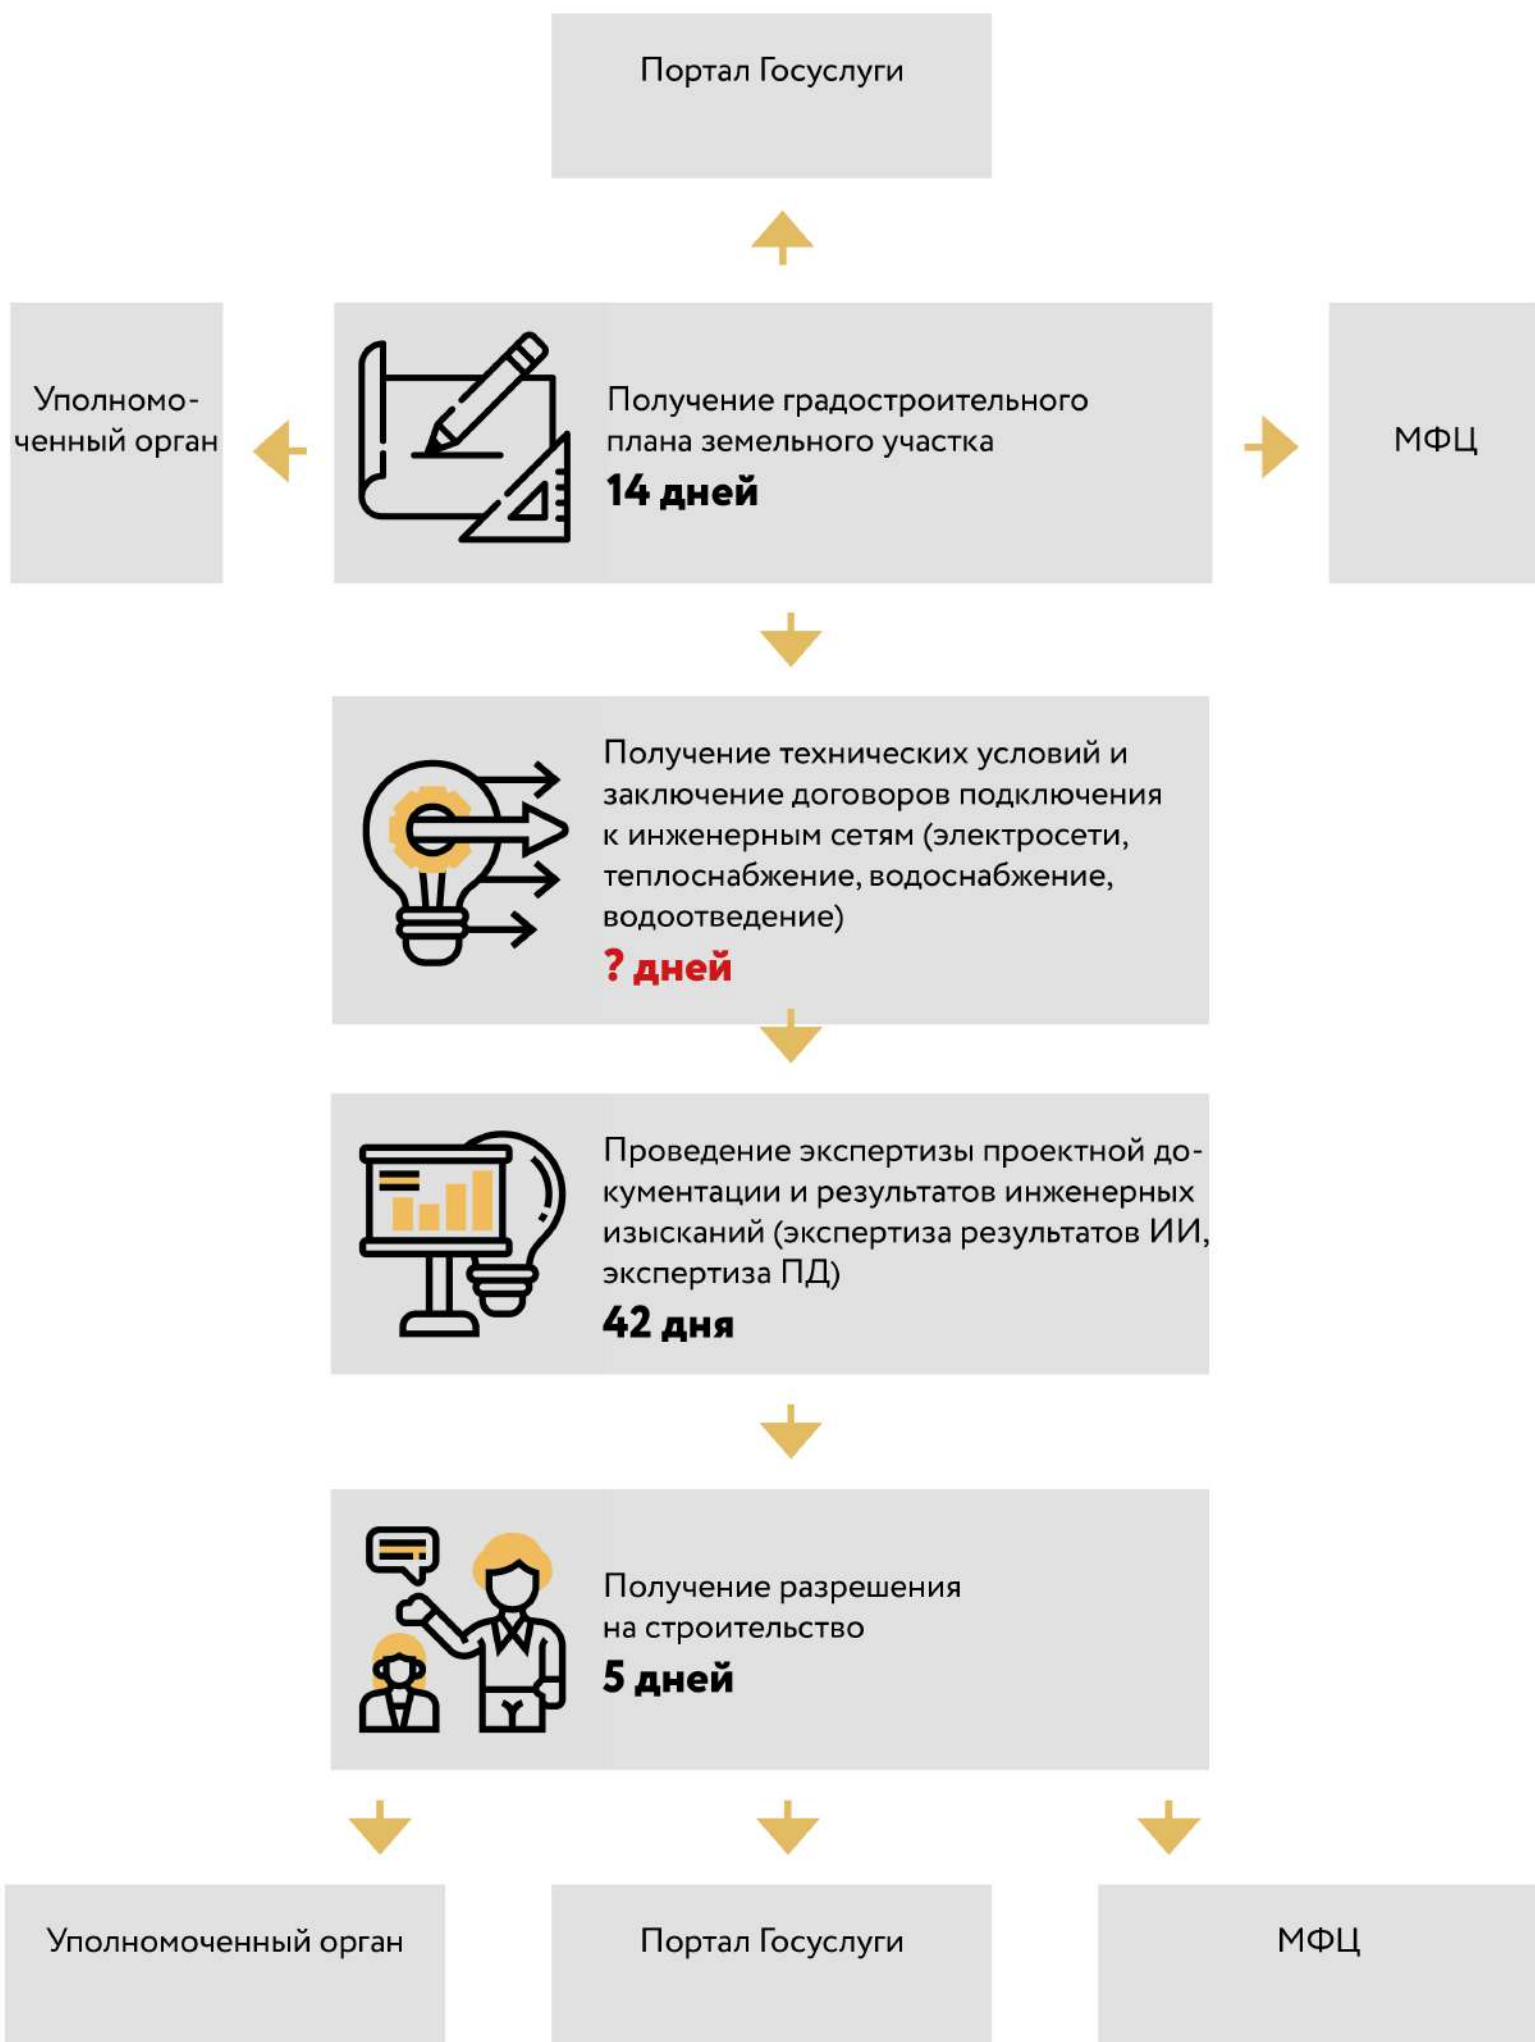 Портал Госуслуги
Уполномо-
ченный орган
Получение градостроительного
плана земельного участка
14 дней
МФЦ
Получение технических условий и
заключение договоров подключения
к инженерным сетям (электросети,
теплоснабжение, водоснабжение,
водоотведение)
? дней
Проведение экспертизы проектной до-
кументации и результатов инженерных
изысканий (экспертиза результатов ИИ,
экспертиза ПД)
42 дня
Получение разрешения
на строительство
5 дней
Уполномоченный орган
Портал Госуслуги
МФЦ